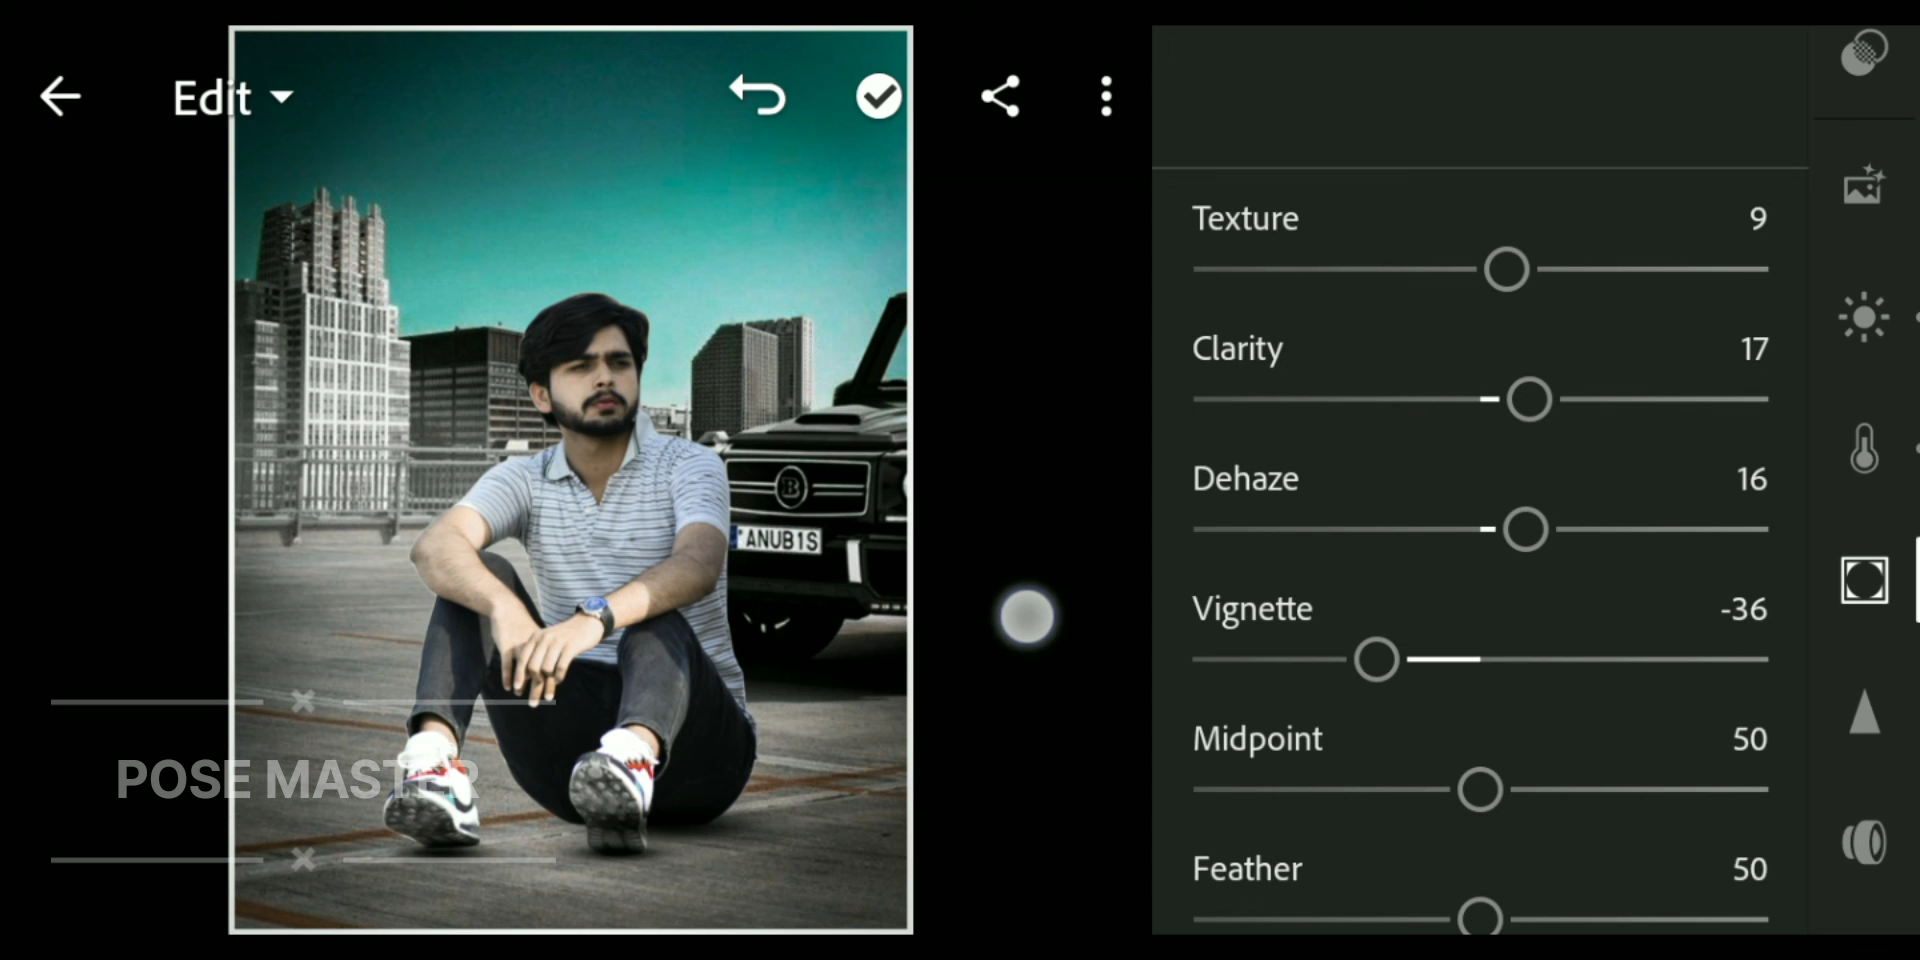 Edit
Texture 9
Clarity 17
Dehaze 16
Vignette -36
Midpoint 50
Feather 50
B
'ANUB1S
POSE MASTER